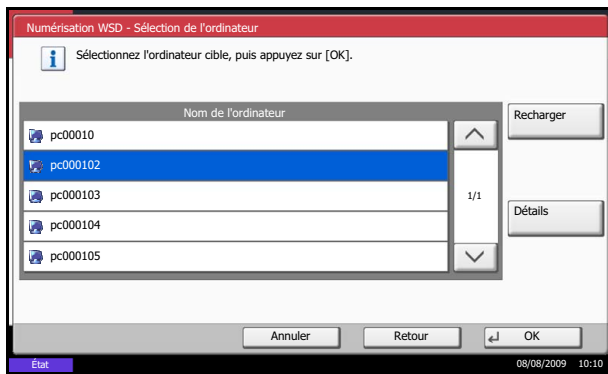 Numérisation WSD - Sélection de l'ordinateur
Sélectionnez l'ordinateur cible, puis appuyez sur [OK].
Nom de l'ordinateur
pc00010
pc000102
pc000103
pc000104
pc000105
1/1
Recharger
Détails
Annuler
Retour
OK
État
08/08/2009 10:10